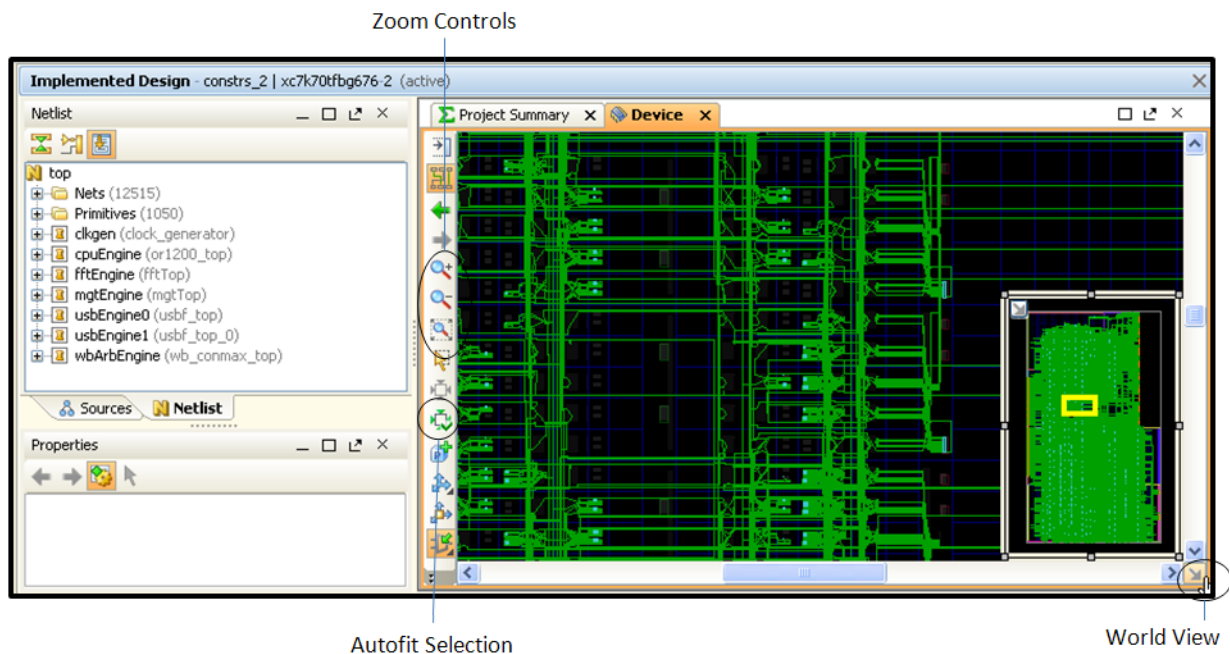 Zoom Controls
Implemented Design - constrs_2 | xc7k70tfbg676-2 (active)
Netlist
Project Summary
Device
top
Nets (12515)
Primitives (1050)
clkgen (clock_generator)
cpuEngine (or1200_top)
fftEngine (fftTop)
mgtEngine (mgtTop)
usbEngine0 (usbf_top)
usbEngine1 (usbf_top_0)
wbArbEngine (wb_conmax_top)
Sources
Netlist
Properties
Autofit Selection
World View